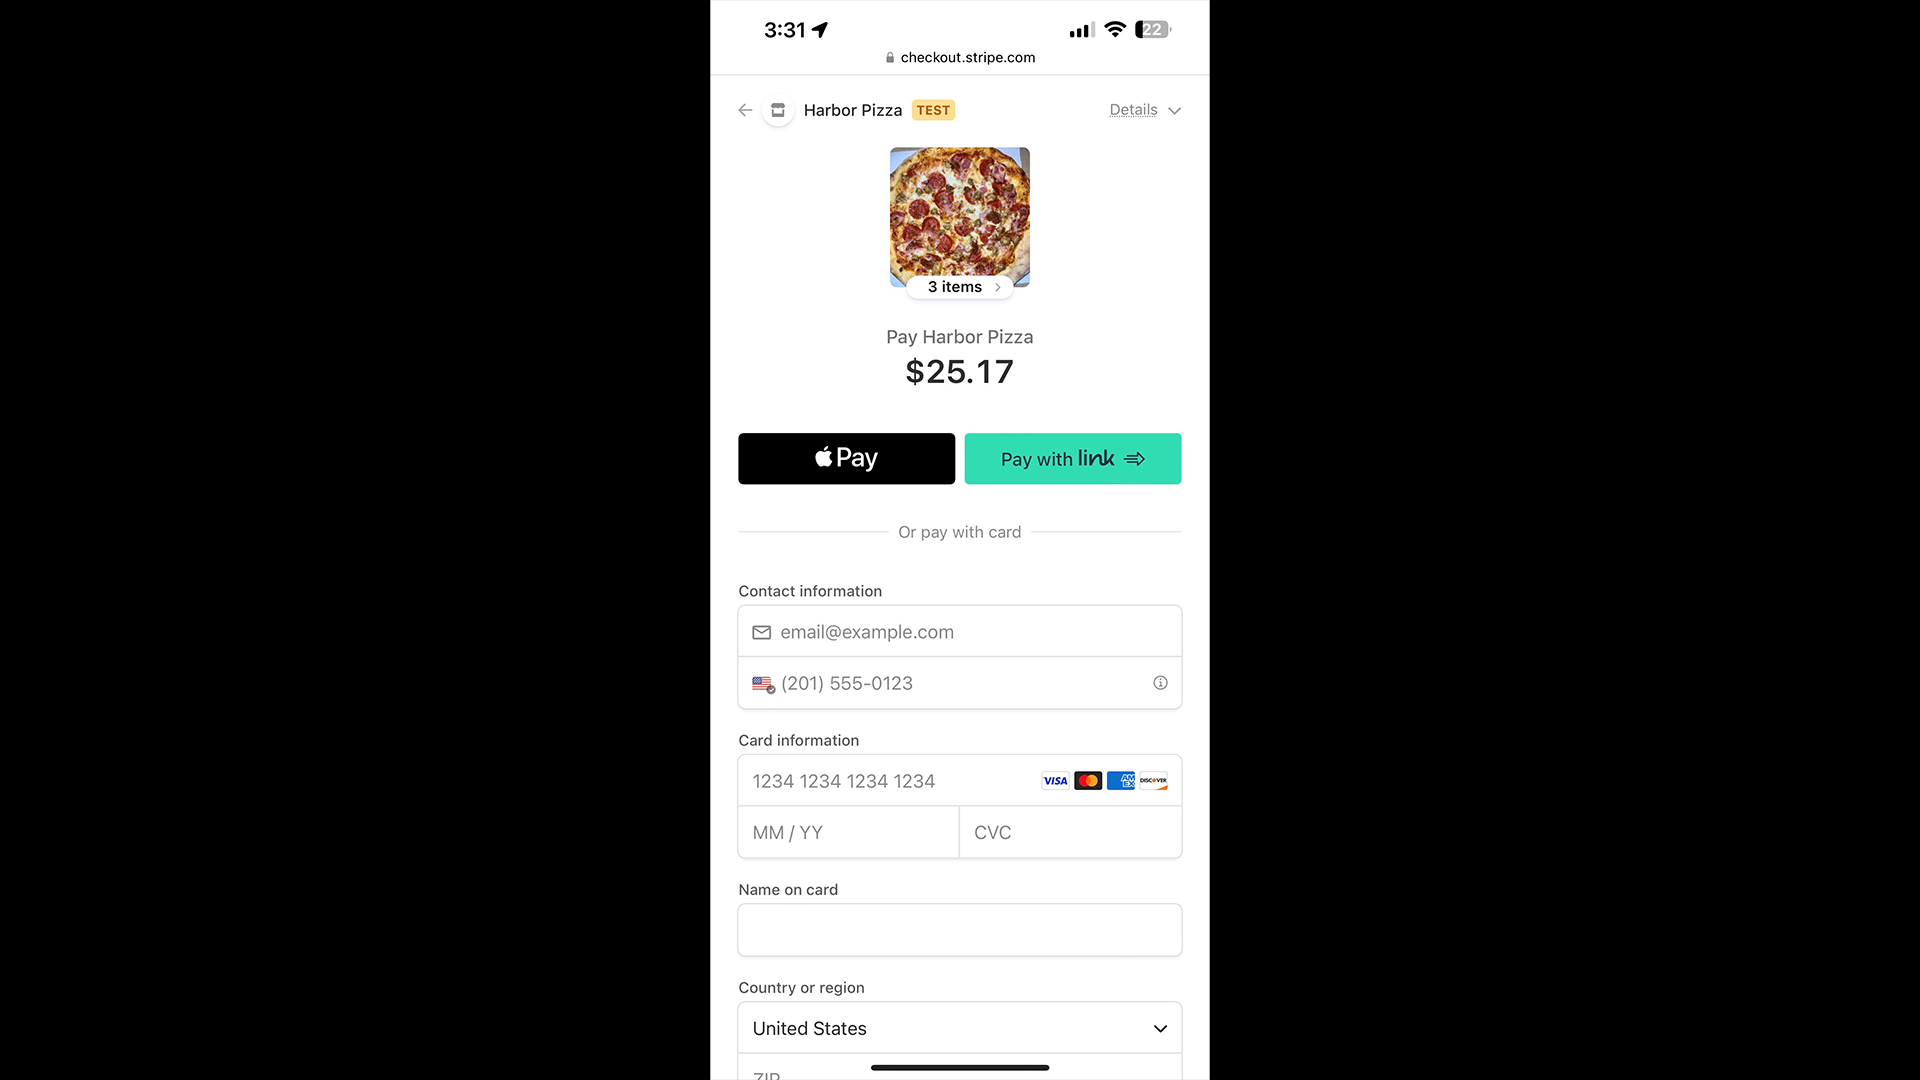 3:31
22
checkout.stripe.com
Harbor Pizza TEST
Details
3 items
Pay Harbor Pizza
$25.17
Pay
Pay with link
Or pay with card
Contact information
email@example.com
(201) 555-0123
Card information
1234 1234 1234 1234
VISA
AMEX
DISCOVER
MM / YY
CVC
Name on card
Country or region
United States
ZIP